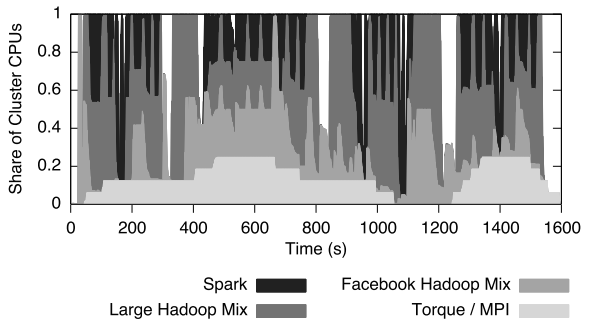 1
0.8
0.6
0.4
0.2
0
Share of Cluster CPUs
0 200 400 600 800 1000 1200 1400 1600
Time (s)
Spark Facebook Hadoop Mix
Large Hadoop Mix Torque / MPI